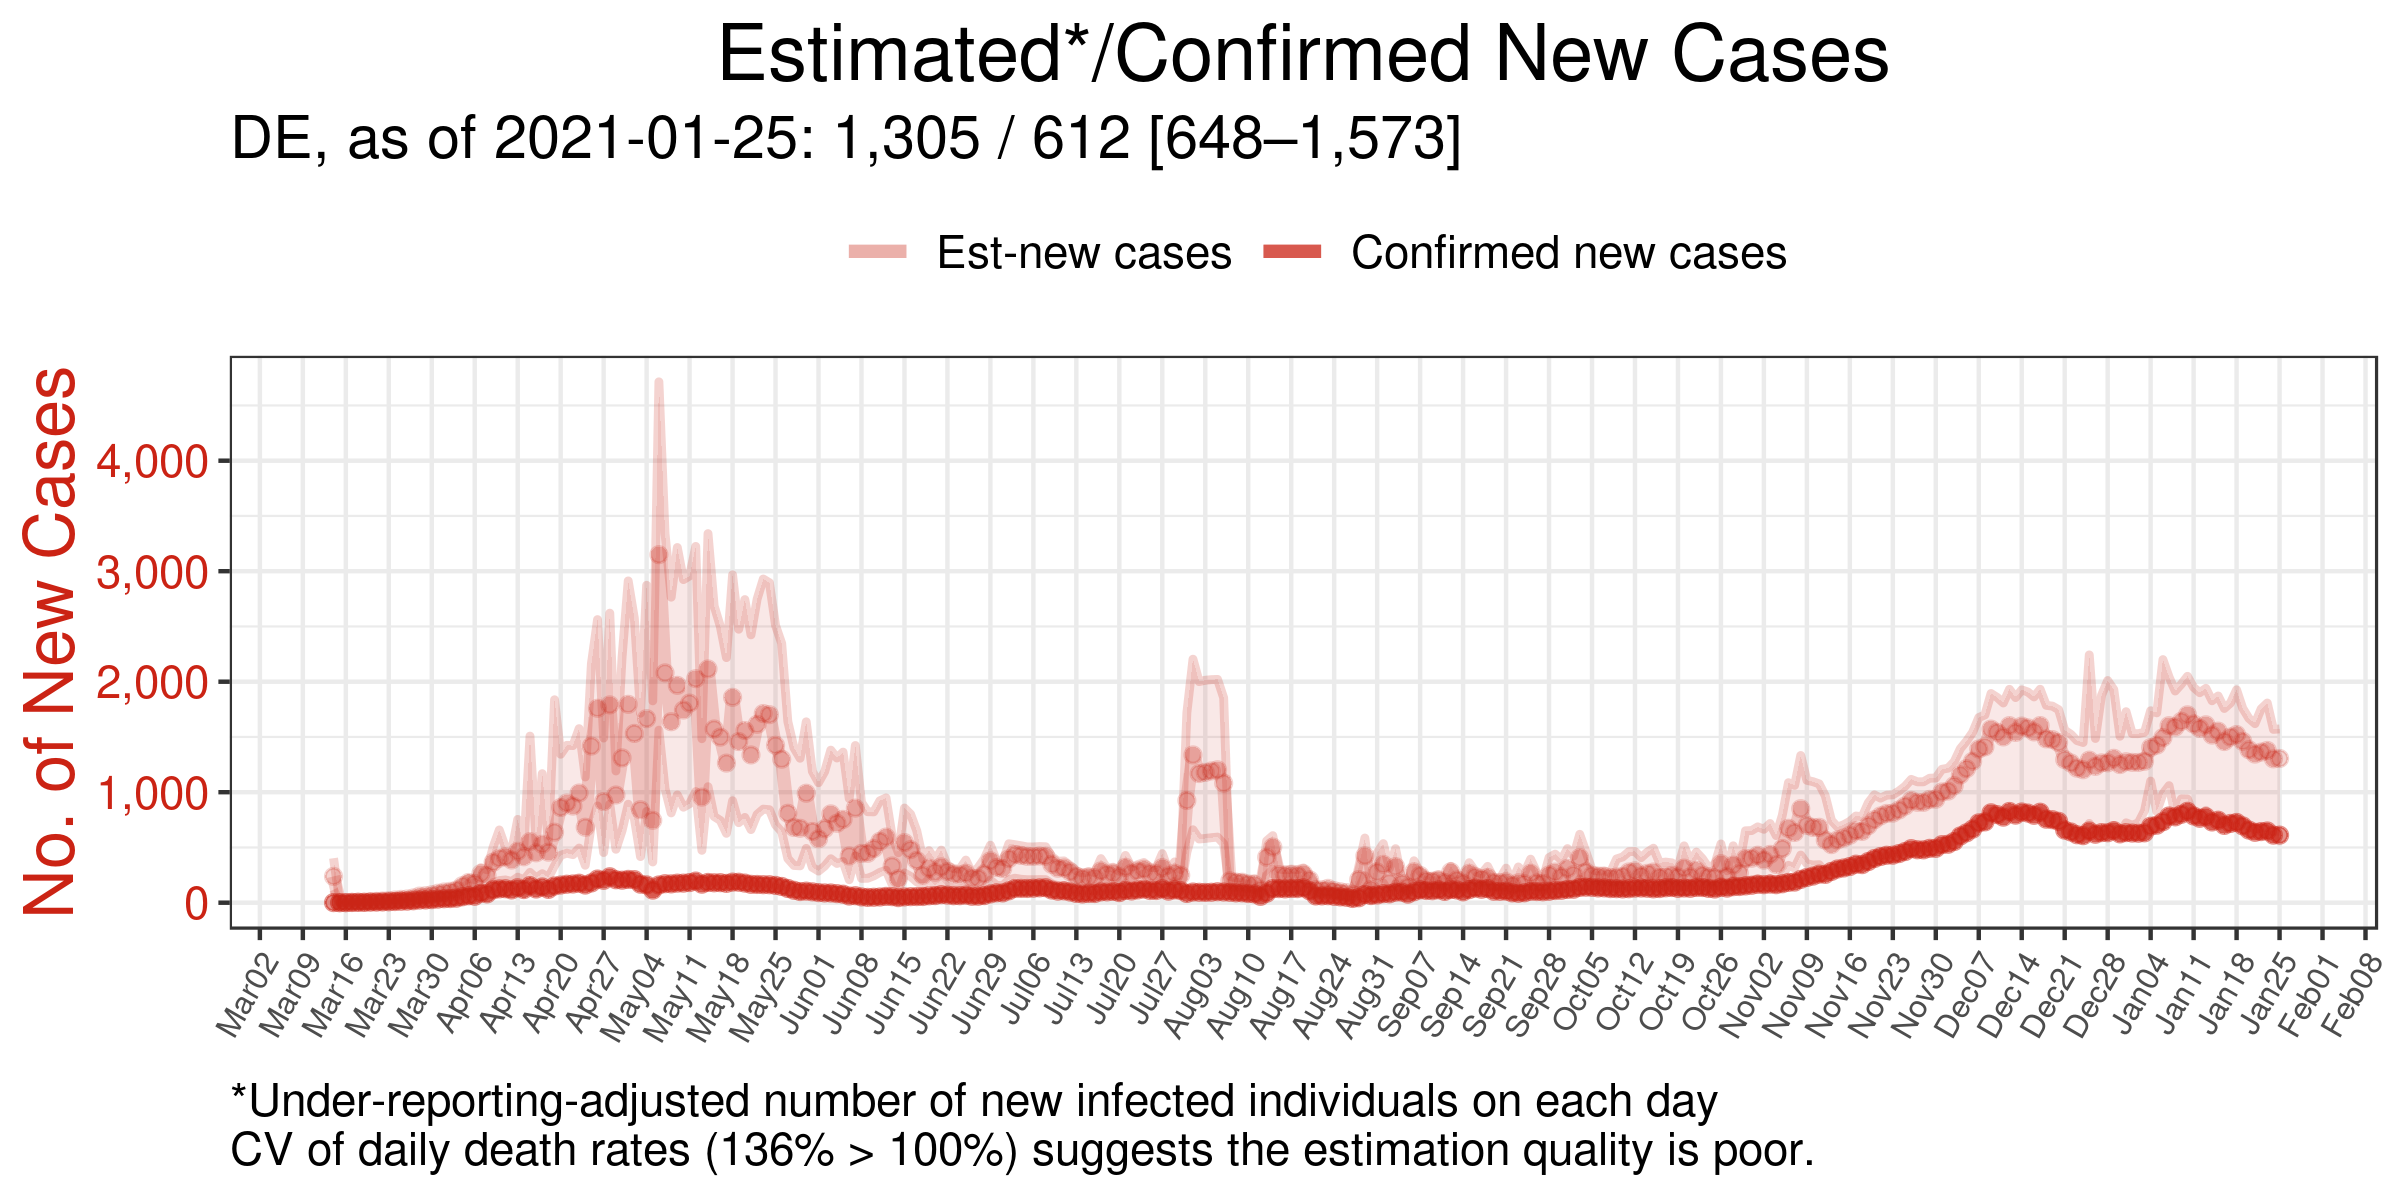 Estimated*/Confirmed New Cases
DE, as of 2021-01-25: 1,305 / 612 [648–1,573]
Est-new cases Confirmed new cases
No. of New Cases
4,000
3,000
2,000
1,000
0
Mar02 Mar09 Mar16 Mar23 Mar30 Apr06 Apr13 Apr20 Apr27 May04 May11 May18 May25 Jun01 Jun08 Jun15 Jun22 Jun29 Jul06 Jul13 Jul20 Jul27 Aug03 Aug10 Aug17 Aug24 Aug31 Sep07 Sep14 Sep21 Sep28 Oct05 Oct12 Oct19 Oct26 Nov02 Nov09 Nov16 Nov23 Nov30 Dec07 Dec14 Dec21 Dec28 Jan04 Jan11 Jan18 Jan25 Feb01 Feb08
*Under-reporting-adjusted number of new infected individuals on each day
CV of daily death rates (136% > 100%) suggests the estimation quality is poor.